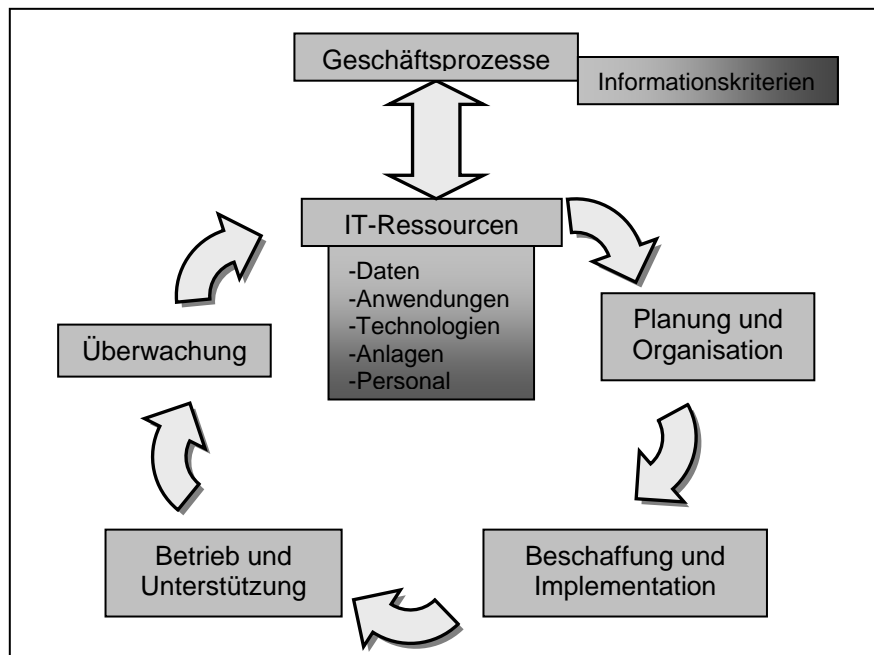 Geschäftsprozesse
Informationskriterien
IT-Ressourcen
-Daten
-Anwendungen
-Technologien
-Anlagen
-Personal
Planung und
Organisation
Überwachung
Betrieb und
Unterstützung
Beschaffung und
Implementation